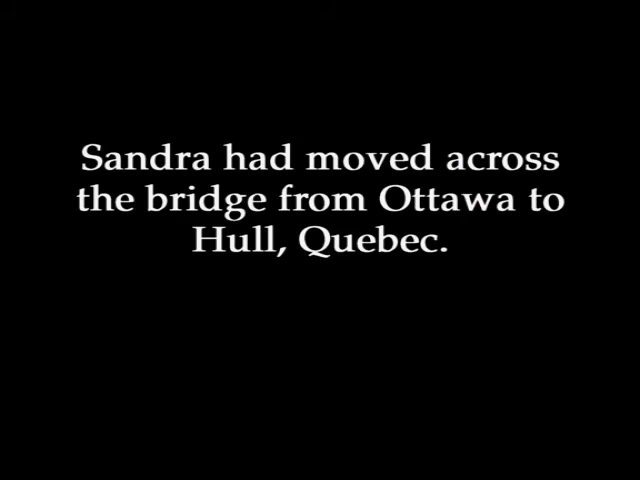 Sandra had moved across
the bridge from Ottawa to
Hull, Quebec.